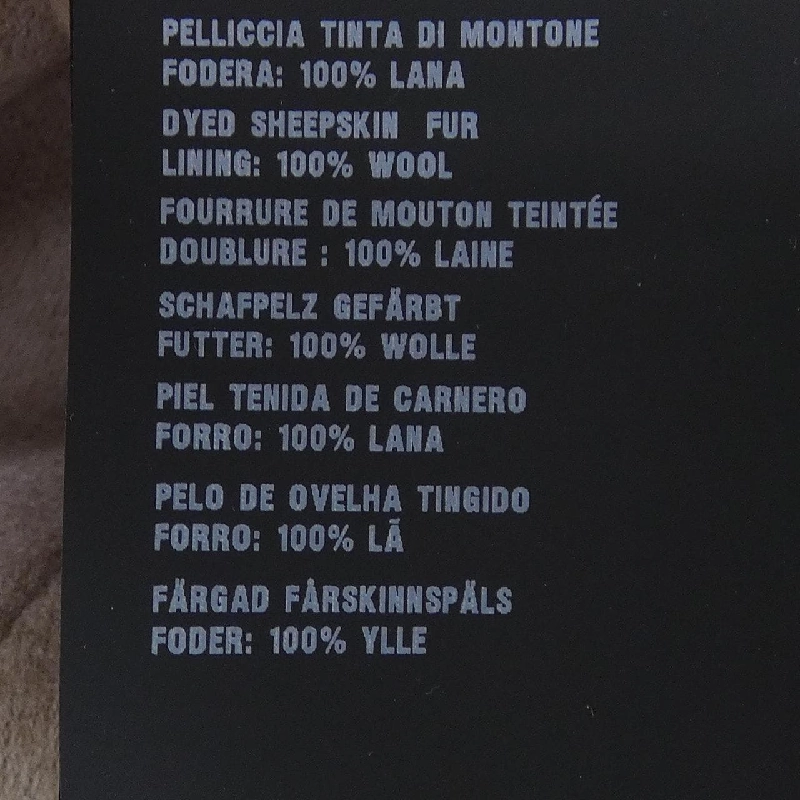 PELLICCIA TINTA DI MONTONE
FODERA: 100% LANA
DYED SHEEPSKIN FUR
LINING: 100% WOOL
FOURRURE DE MOUTON TEINTÉE
DOUBLURE : 100% LAINE
SCHAFPELZ GEFÄRBT
FUTTER: 100% WOLLE
PIEL TENIDA DE CARNERO
FORRO: 100% LANA
PELO DE OVELHA TINGIDO
FORRO: 100% LÃ
FÄRGAD FÅRSKINNSPÄLS
FODER: 100% YLLE